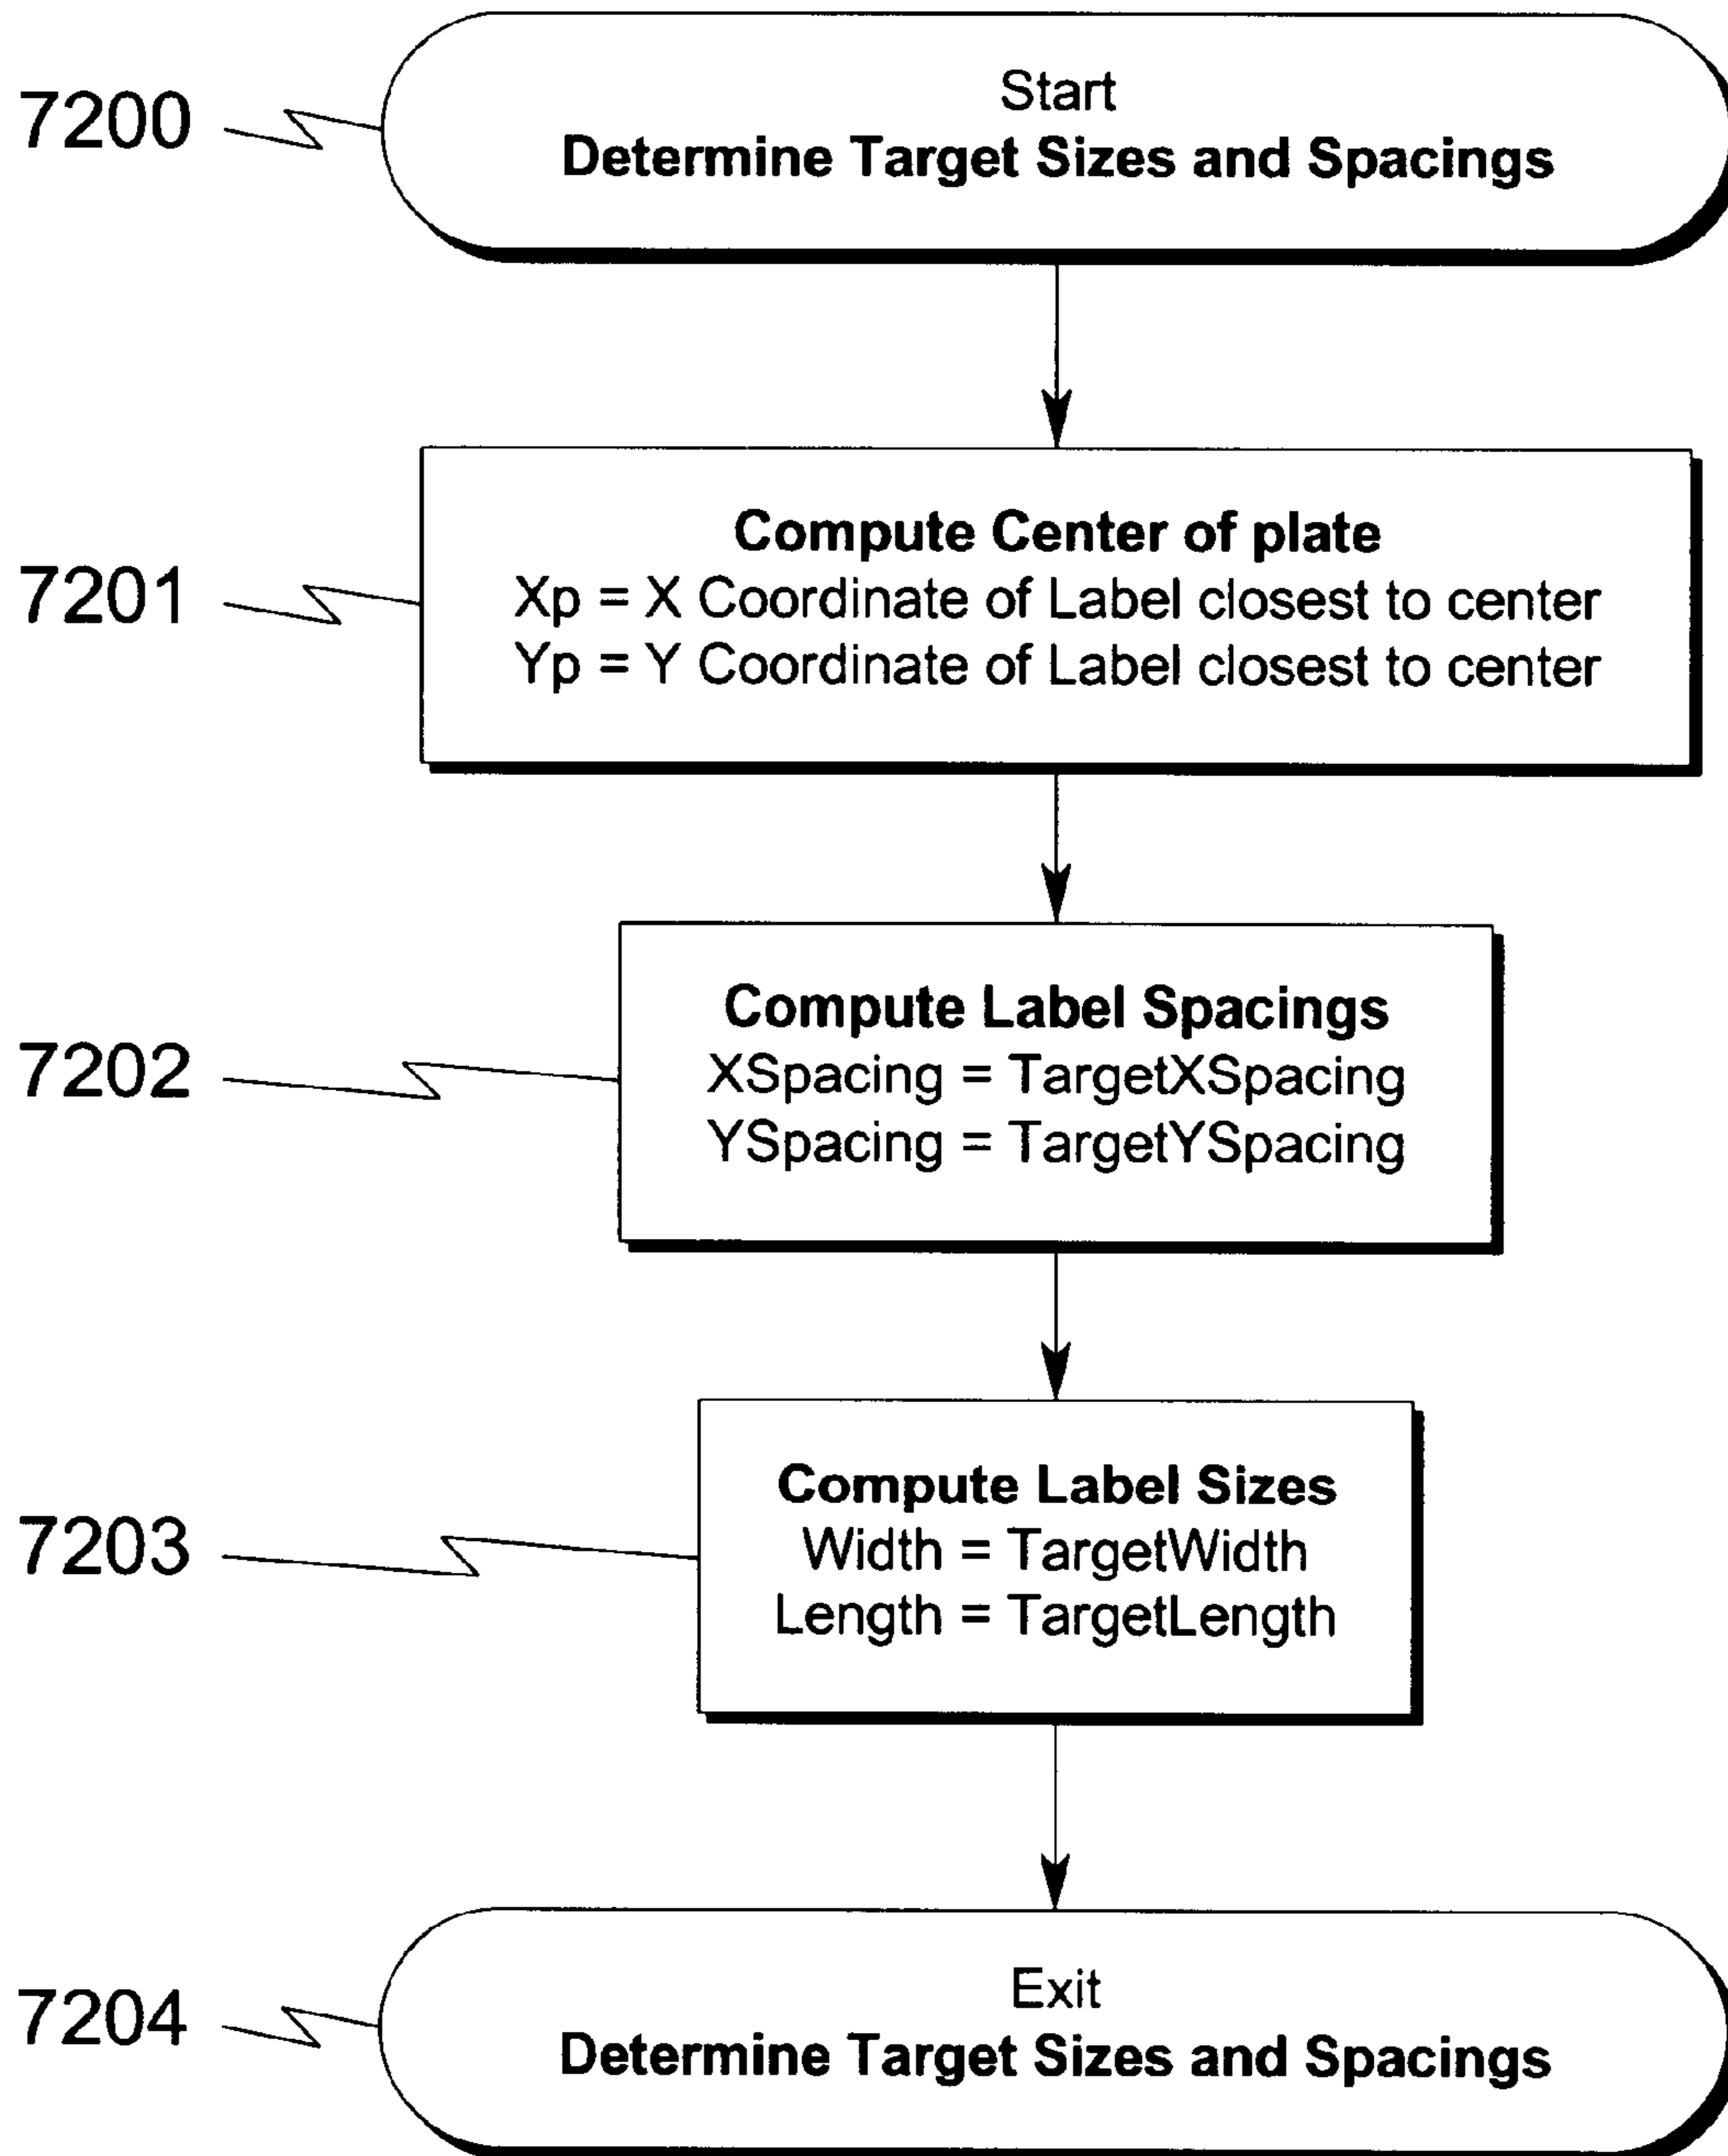 7200
Start
Determine Target Sizes and Spacings
7201
Compute Center of plate
Xp = X Coordinate of Label closest to center
Yp = Y Coordinate of Label closest to center
7202
Compute Label Spacings
XSpacing = TargetXSpacing
YSpacing = TargetYSpacing
7203
Compute Label Sizes
Width = TargetWidth
Length = TargetLength
7204
Exit
Determine Target Sizes and Spacings